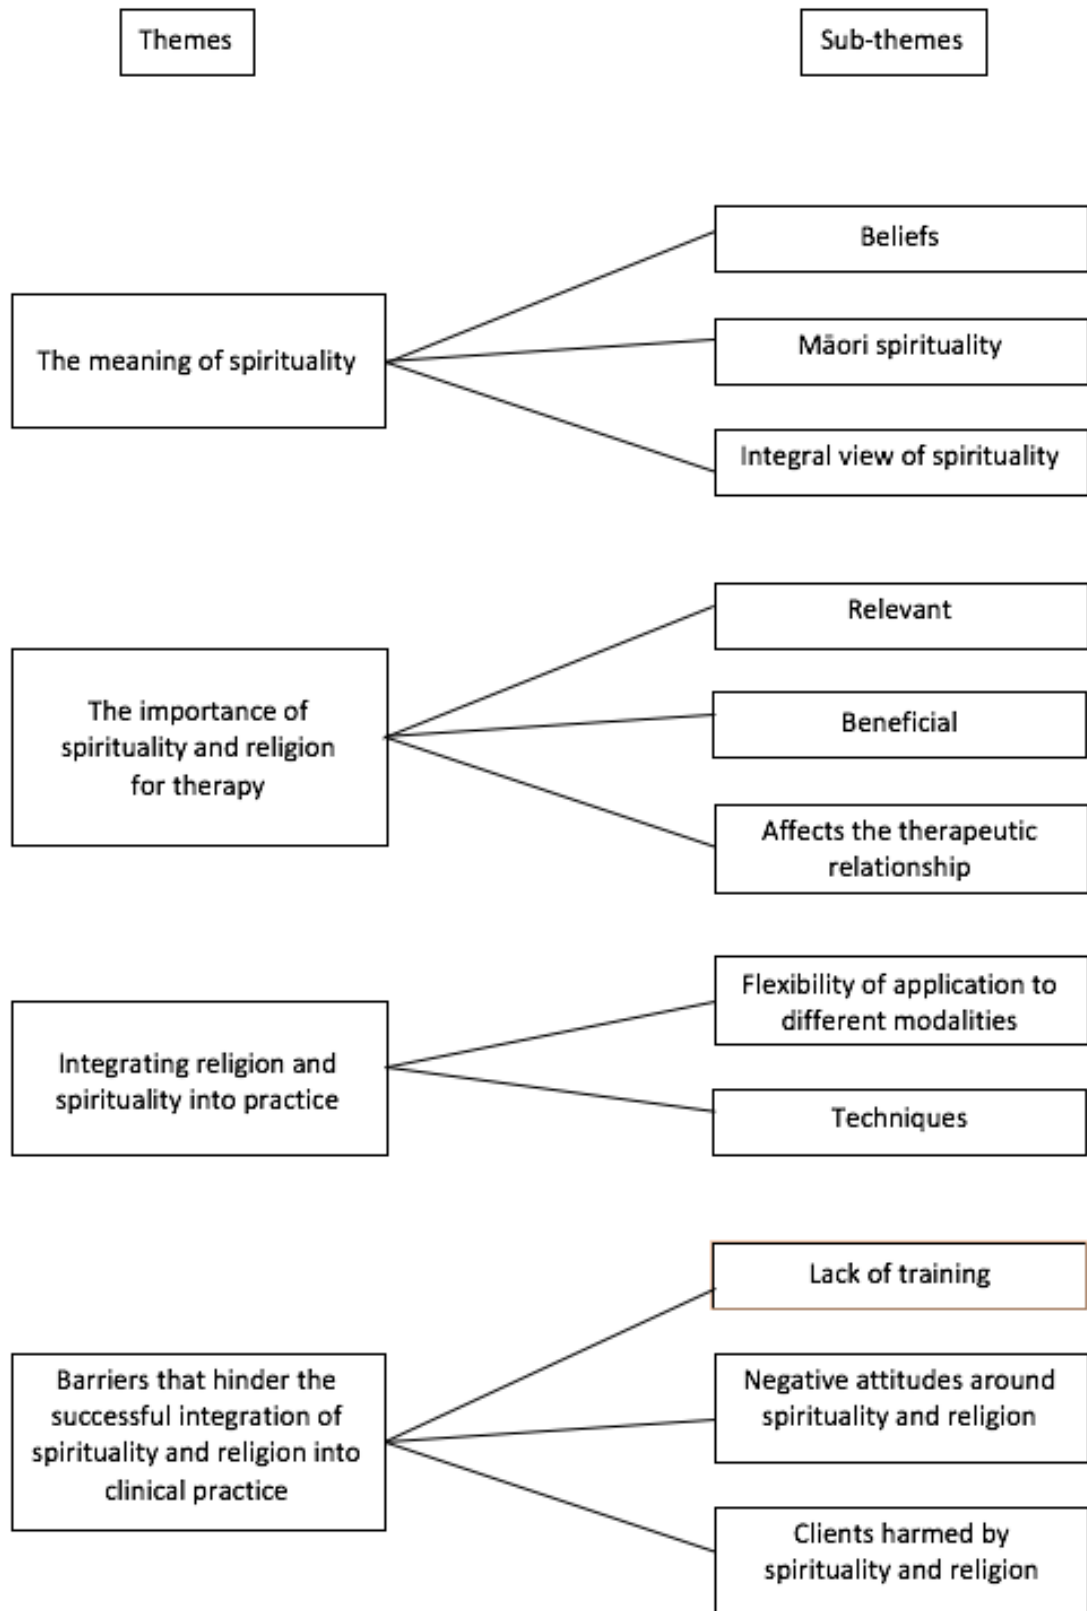 Themes
Sub-themes
The meaning of spirituality
Beliefs
Māori spirituality
Integral view of spirituality
The importance of
spirituality and religion
for therapy
Relevant
Beneficial
Affects the therapeutic
relationship
Integrating religion and
spirituality into practice
Flexibility of application to
different modalities
Techniques
Barriers that hinder the
successful integration of
spirituality and religion into
clinical practice
Lack of training
Negative attitudes around
spirituality and religion
Clients harmed by
spirituality and religion